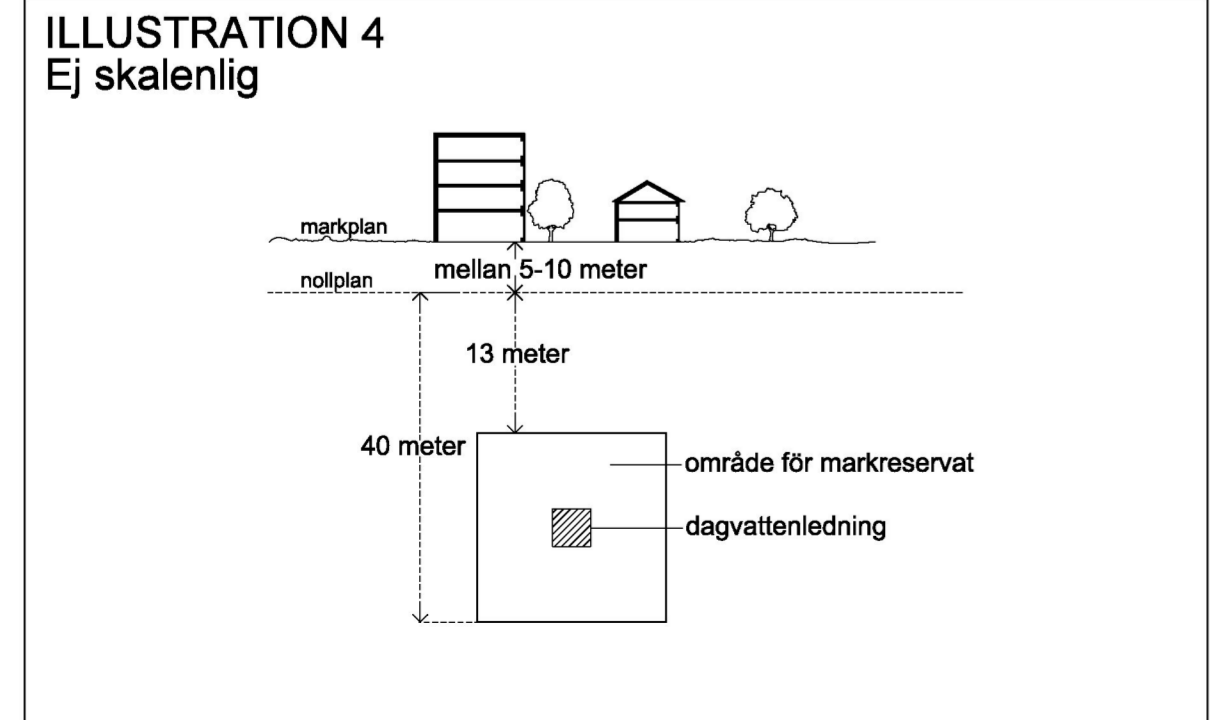 ILLUSTRATION 4
Ej skalenlig
markplan
mellan 5-10 meter
nollplan
13 meter
40 meter
område för markreservat
dagvattenledning